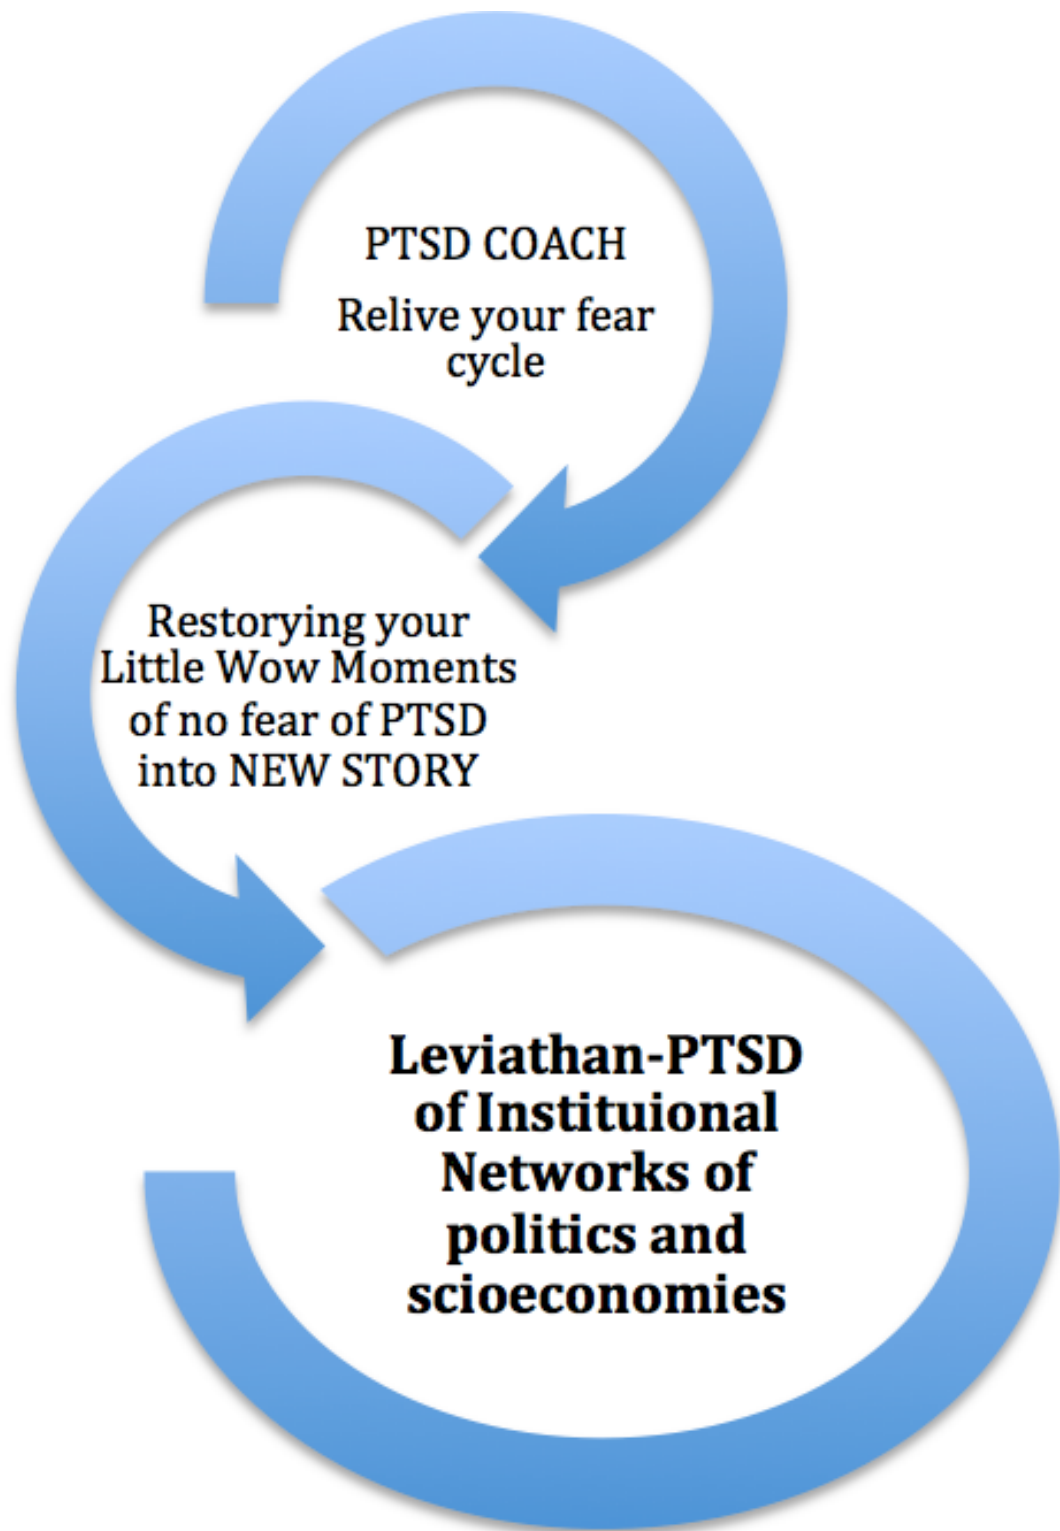 PTSD COACH
Relive your fear
cycle
Restorying your
Little Wow Moments
of no fear of PTSD
into NEW STORY
Leviathan-PTSD
of Instituional
Networks of
politics and
scioeconomies